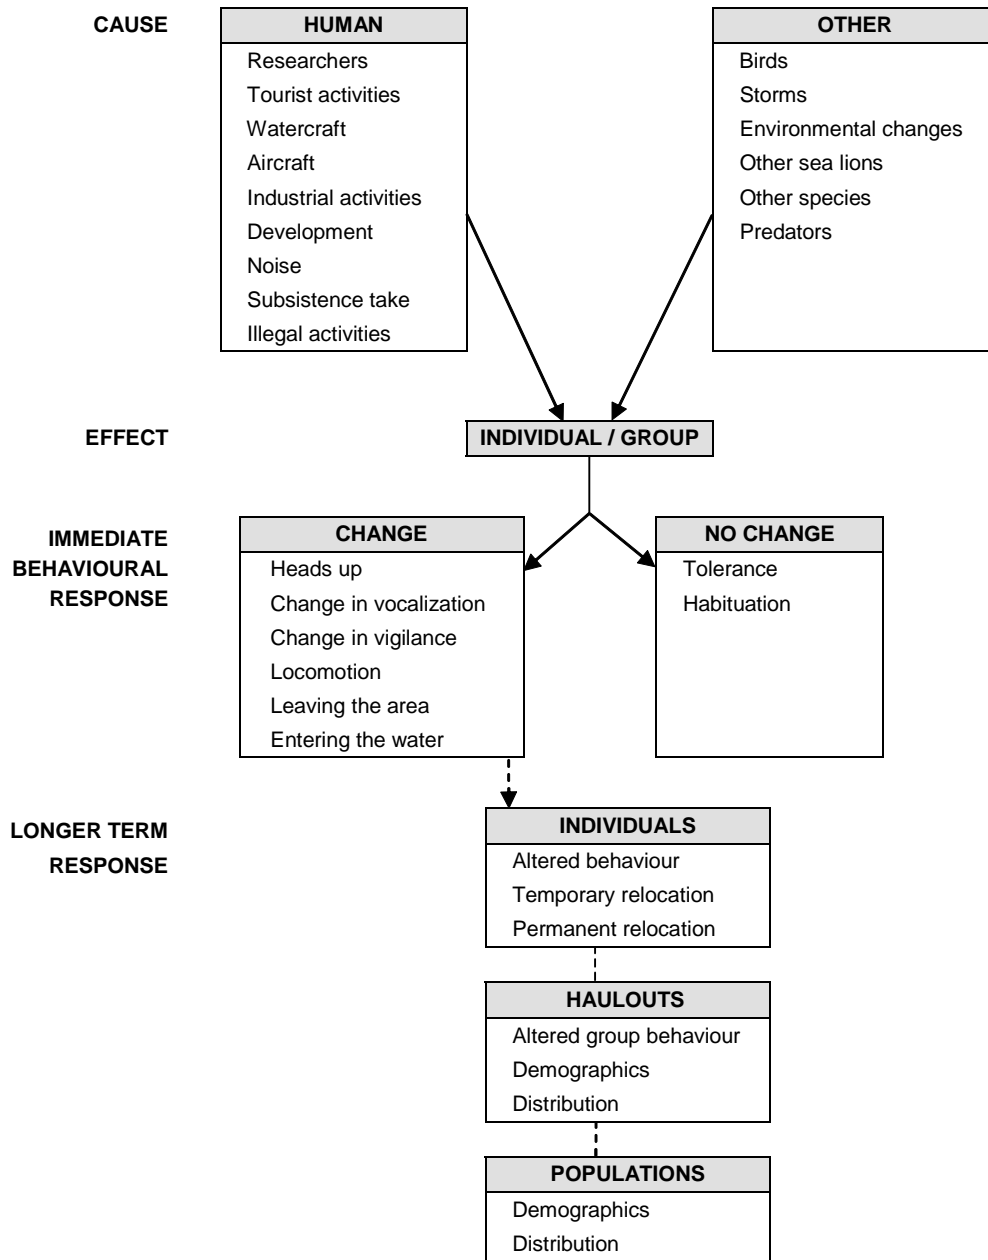 CAUSE
HUMAN
Researchers
Tourist activities
Watercraft
Aircraft
Industrial activities
Development
Noise
Subsistence take
Illegal activities
OTHER
Birds
Storms
Environmental changes
Other sea lions
Other species
Predators
EFFECT
INDIVIDUAL / GROUP
IMMEDIATE
BEHAVIOURAL
RESPONSE
CHANGE
Heads up
Change in vocalization
Change in vigilance
Locomotion
Leaving the area
Entering the water
NO CHANGE
Tolerance
Habituation
LONGER TERM
RESPONSE
INDIVIDUALS
Altered behaviour
Temporary relocation
Permanent relocation
HAULOUTS
Altered group behaviour
Demographics
Distribution
POPULATIONS
Demographics
Distribution